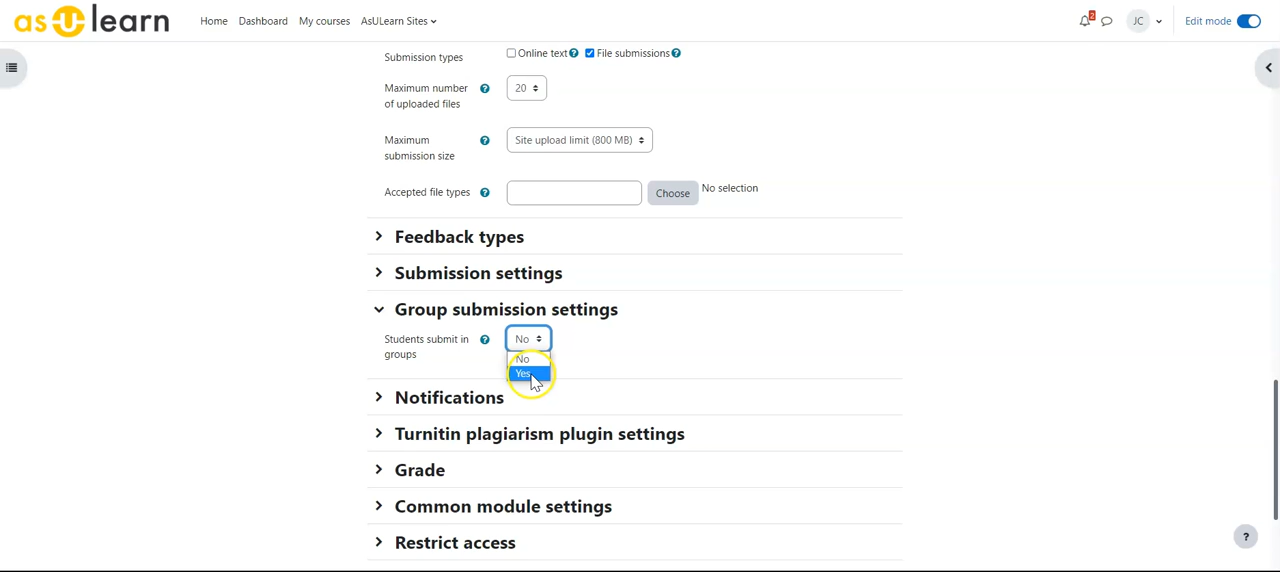 asulearn
Home Dashboard My courses AsULearn Sites
2
JC
Edit mode
Submission types
Online text
File submissions
Maximum number
of uploaded files
20
Maximum
submission size
Site upload limit (800 MB)
Accepted file types
Choose
No selection
Feedback types
Submission settings
Group submission settings
Students submit in
groups
No
No
Yes
Notifications
Turnitin plagiarism plugin settings
Grade
Common module settings
Restrict access